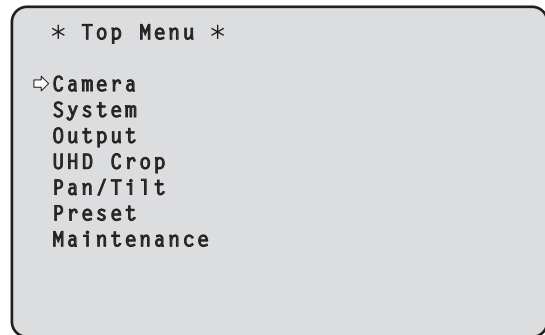 * Top Menu *
⇨Camera
System
Output
UHD Crop
Pan/Tilt
Preset
Maintenance